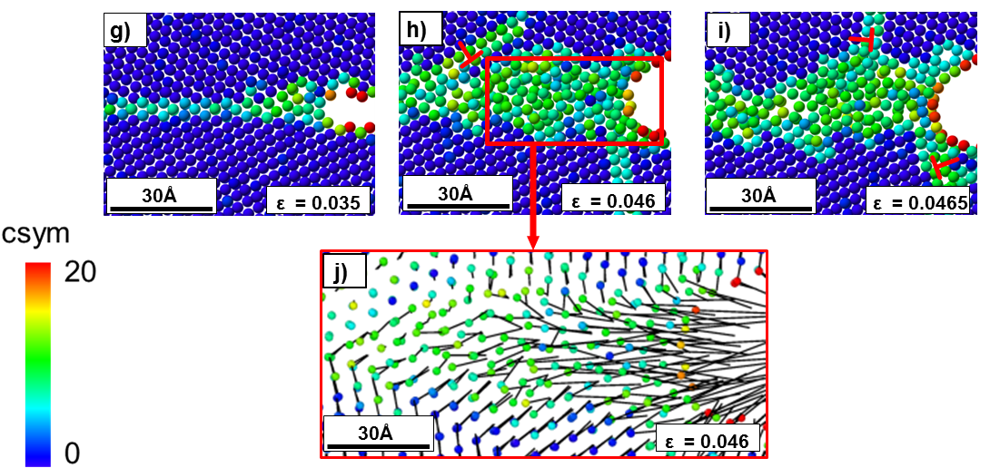 g)
h)
i)
30Å
ε = 0.035
30Å
ε = 0.046
30Å
ε = 0.0465
csym
20
0
j)
30Å
ε = 0.046